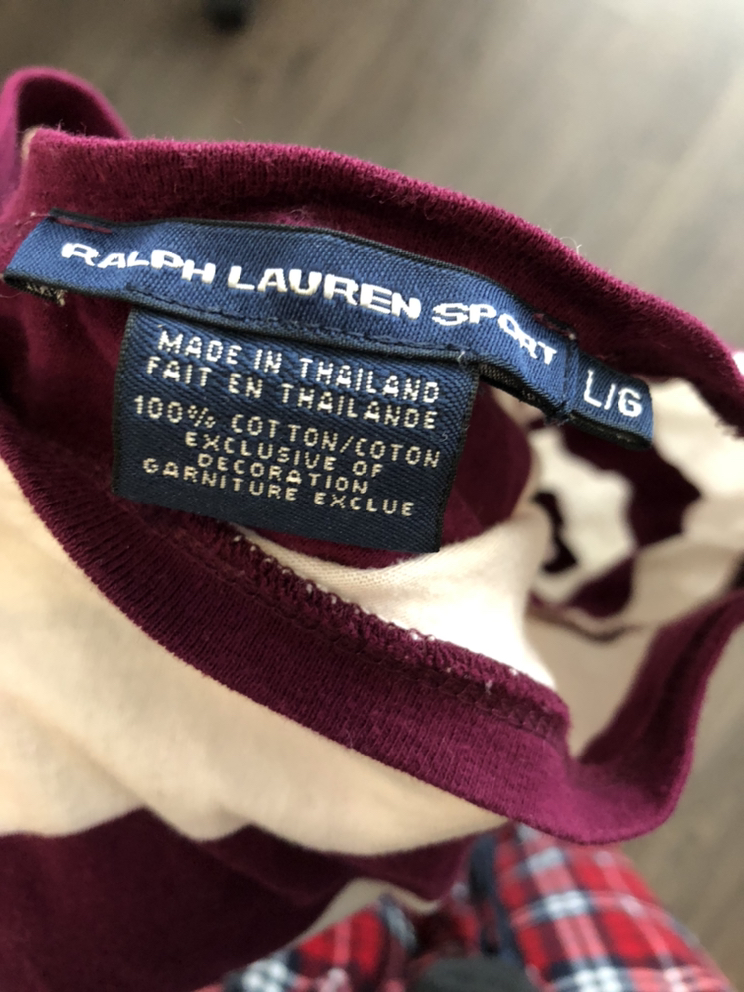 RALPH LAUREN SPORT
L/G
MADE IN THAILAND
FAIT EN THAILANDE
100% COTTON/COTON
EXCLUSIVE OF
DECORATION
GARNITURE EXCLUE